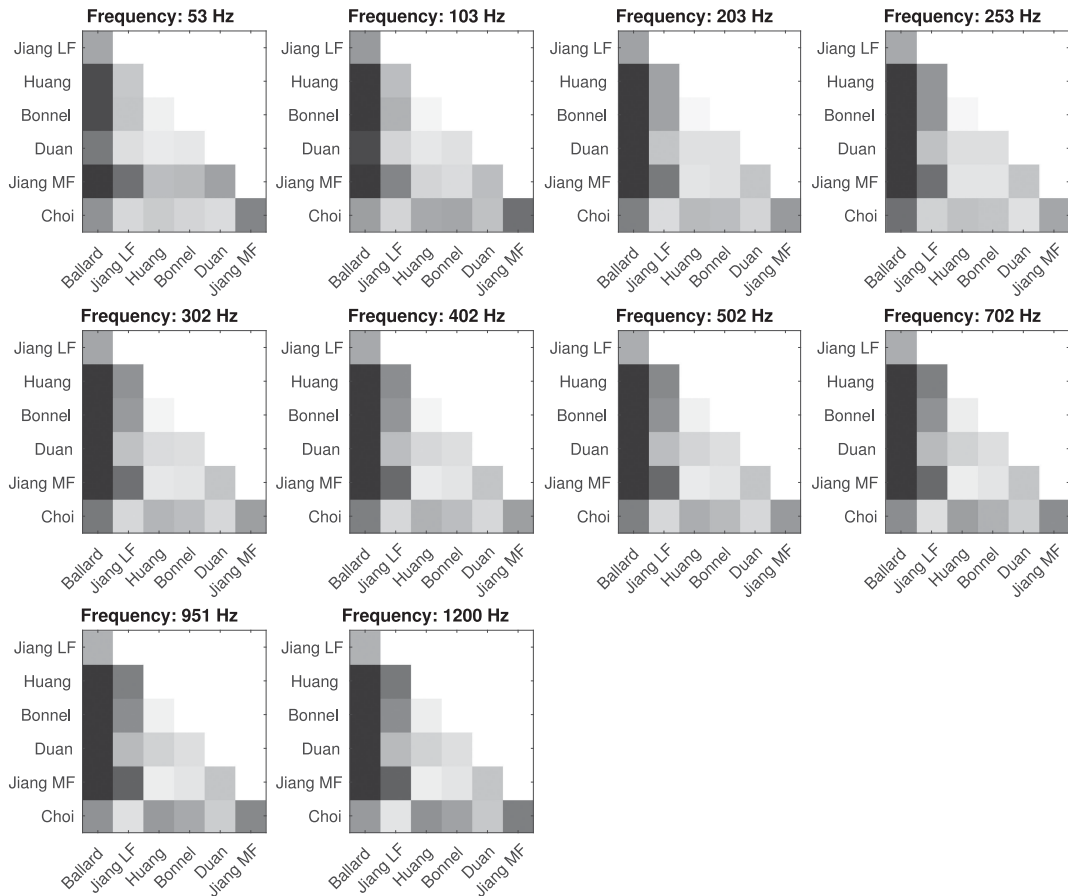 Frequency: 53 Hz
Jiang LF
Huang
Bonnel
Duan
Jiang MF
Choi
Ballard
Jiang LF
Huang
Bonnel
Duan
Jiang MF
Frequency: 103 Hz
Jiang LF
Huang
Bonnel
Duan
Jiang MF
Choi
Ballard
Jiang LF
Huang
Bonnel
Duan
Jiang MF
Frequency: 203 Hz
Jiang LF
Huang
Bonnel
Duan
Jiang MF
Choi
Ballard
Jiang LF
Huang
Bonnel
Duan
Jiang MF
Frequency: 253 Hz
Jiang LF
Huang
Bonnel
Duan
Jiang MF
Choi
Ballard
Jiang LF
Huang
Bonnel
Duan
Jiang MF
Frequency: 302 Hz
Jiang LF
Huang
Bonnel
Duan
Jiang MF
Choi
Ballard
Jiang LF
Huang
Bonnel
Duan
Jiang MF
Frequency: 402 Hz
Jiang LF
Huang
Bonnel
Duan
Jiang MF
Choi
Ballard
Jiang LF
Huang
Bonnel
Duan
Jiang MF
Frequency: 502 Hz
Jiang LF
Huang
Bonnel
Duan
Jiang MF
Choi
Ballard
Jiang LF
Huang
Bonnel
Duan
Jiang MF
Frequency: 702 Hz
Jiang LF
Huang
Bonnel
Duan
Jiang MF
Choi
Ballard
Jiang LF
Huang
Bonnel
Duan
Jiang MF
Frequency: 951 Hz
Jiang LF
Huang
Bonnel
Duan
Jiang MF
Choi
Ballard
Jiang LF
Huang
Bonnel
Duan
Jiang MF
Frequency: 1200 Hz
Jiang LF
Huang
Bonnel
Duan
Jiang MF
Choi
Ballard
Jiang LF
Huang
Bonnel
Duan
Jiang MF